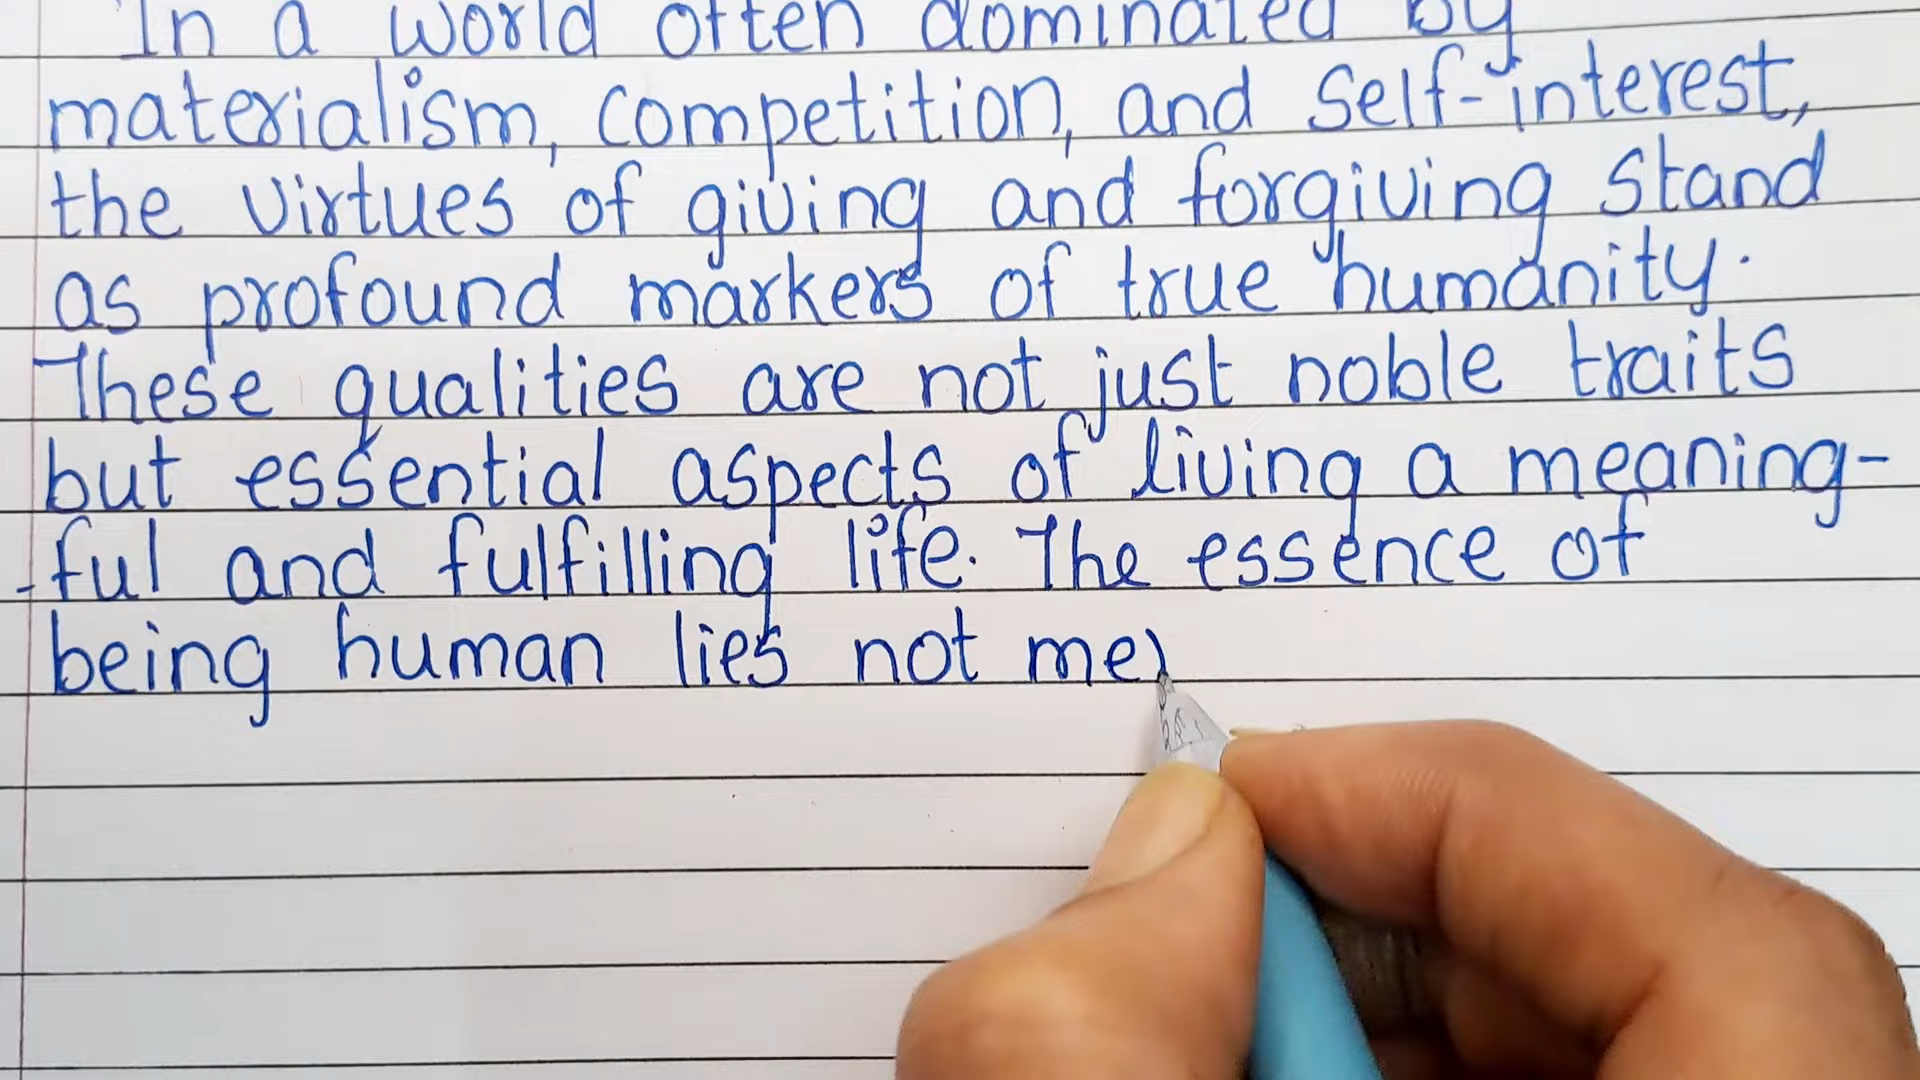 In a world often dominated by
materialism, competition, and self-interest,
the virtues of giving and forgiving stand
as profound markers of true humanity.
These qualities are not just noble traits
but essential aspects of living a meaning-
-ful and fulfilling life. The essence of
being human lies not me